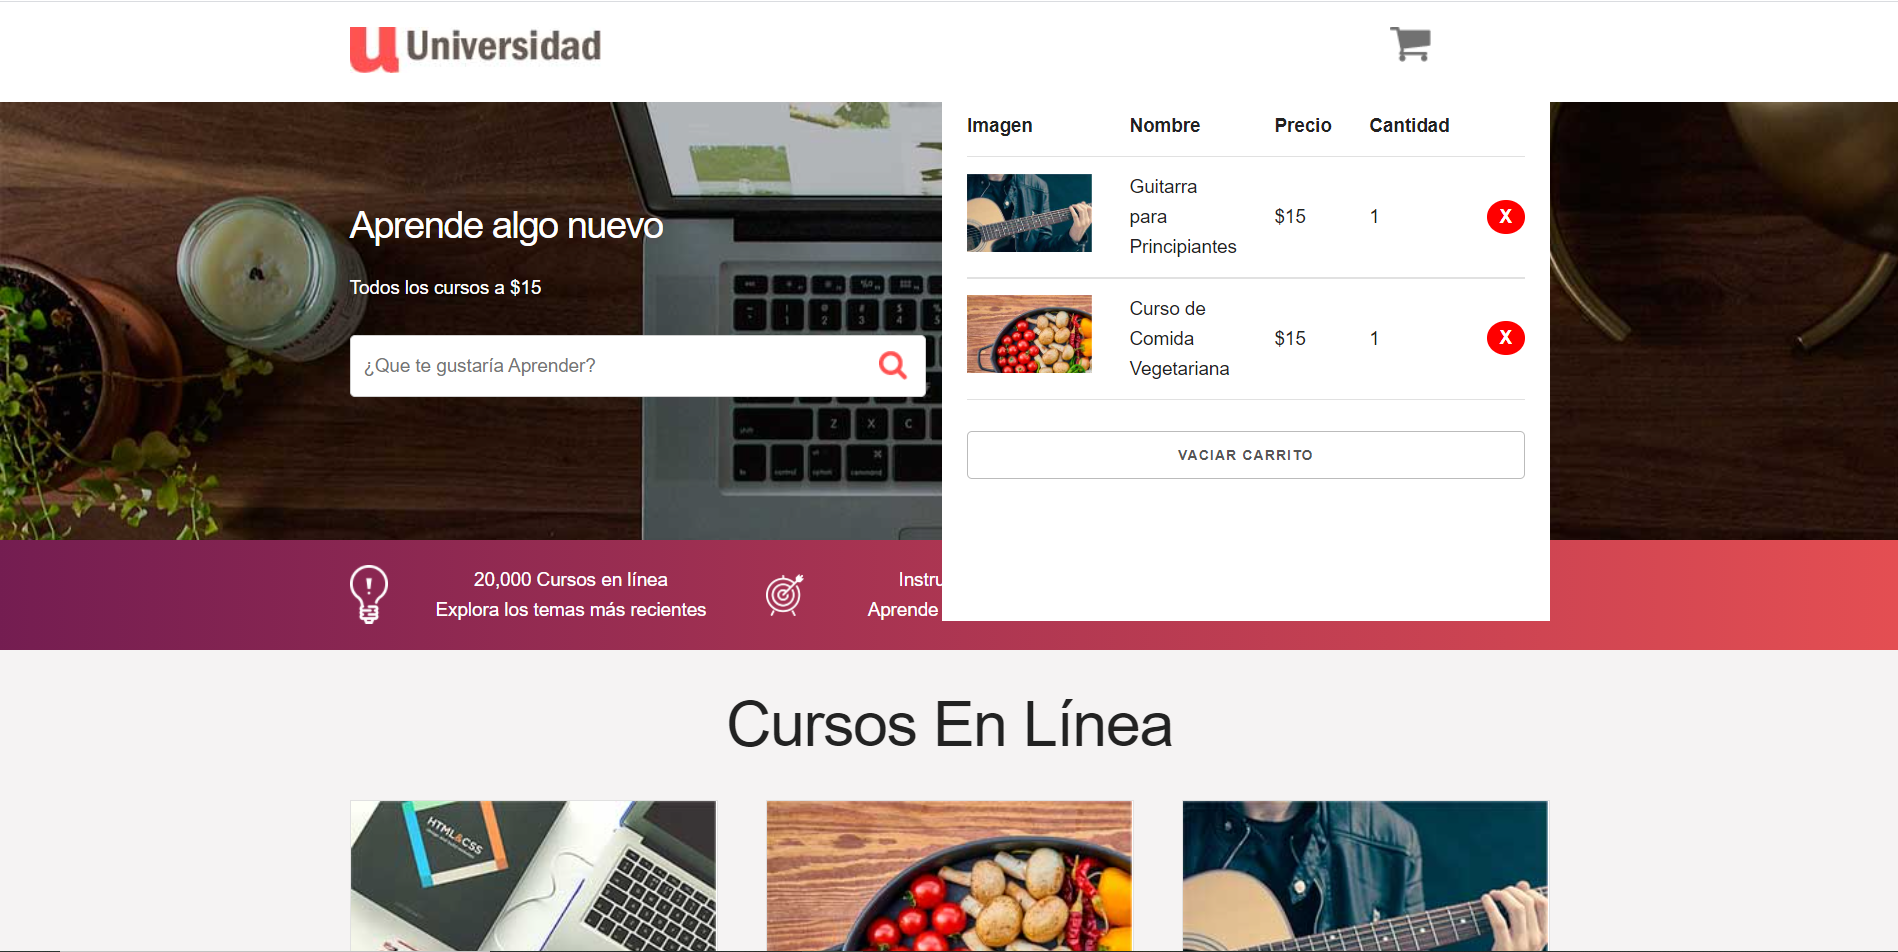 u Universidad
Imagen Nombre Precio Cantidad
Guitarra
para
Principiantes
$15 1 X
Curso de
Comida
Vegetariana
$15 1 X
VACIAR CARRITO
Aprende algo nuevo
Todos los cursos a $15
¿Que te gustaría Aprender?
20,000 Cursos en línea
Explora los temas más recientes
Instru
Aprende
Cursos En Línea
HTML&CSS